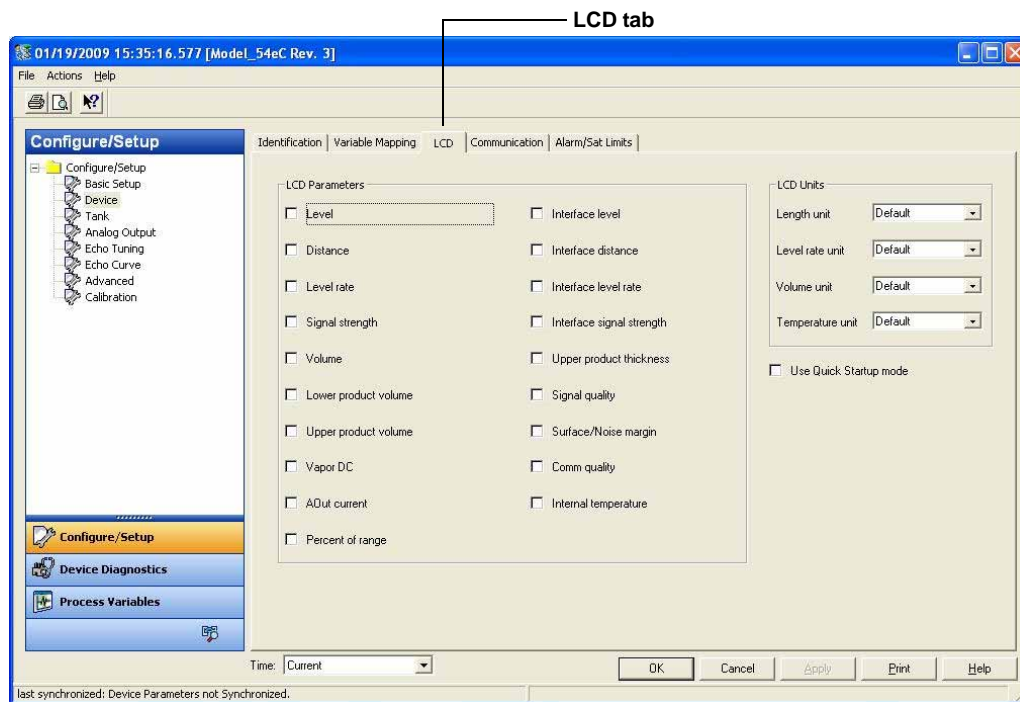 LCD tab
01/19/2009 15:35:16.577 [Model_54eC Rev. 3]
File Actions Help
Configure/Setup
Configure/Setup
Basic Setup
Device
Tank
Analog Output
Echo Tuning
Echo Curve
Advanced
Calibration
Configure/Setup
Device Diagnostics
Process Variables
Identification Variable Mapping LCD Communication Alarm/Sat Limits
LCD Parameters
Level
Distance
Level rate
Signal strength
Volume
Lower product volume
Upper product volume
Vapor DC
AOut current
Percent of range
Interface level
Interface distance
Interface level rate
Interface signal strength
Upper product thickness
Signal quality
Surface/Noise margin
Comm quality
Internal temperature
LCD Units
Length unit Default
Level rate unit Default
Volume unit Default
Temperature unit Default
Use Quick Startup mode
Time: Current
OK Cancel Apply Print Help
last synchronized: Device Parameters not Synchronized.